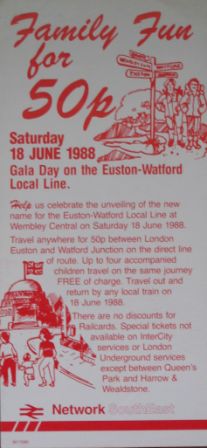 Family Fun
for
50p
WEMBLEY CEN
WATFORD
EUSTON
Saturday
18 JUNE 1988
Gala Day on the Euston-Watford
Local Line.
Help us celebrate the unveiling of the new
name for the Euston-Watford Local Line at
Wembley Central on Saturday 18 June 1988.
Travel anywhere for 50p between London
Euston and Watford Junction on the direct line
of route. Up to four accompanied
children travel on the same journey
FREE of charge. Travel out and
return by any local train on
18 June 1988.
There are no discounts for
Railcards. Special tickets not
available on InterCity
services or London
Underground services
except between Queen's
Park and Harrow &
Wealdstone.
Network SouthEast